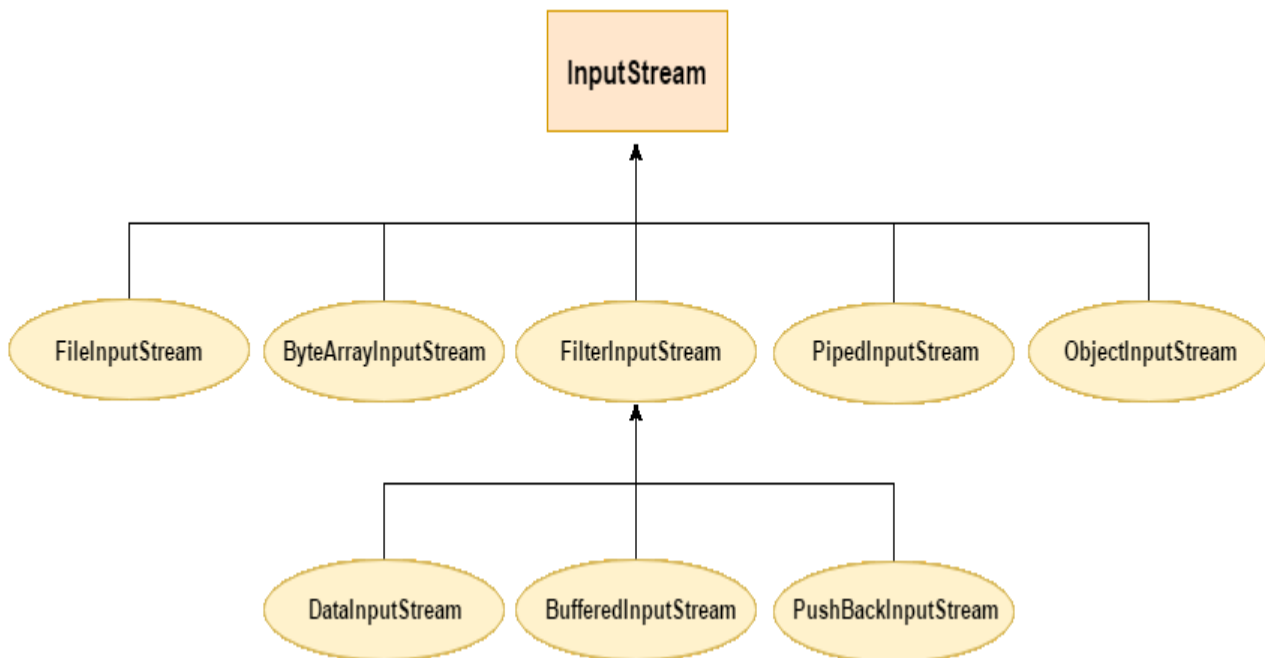 InputStream
FileInputStream
ByteArrayInputStream
FilterInputStream
PipedInputStream
ObjectInputStream
DataInputStream
BufferedInputStream
PushBackInputStream